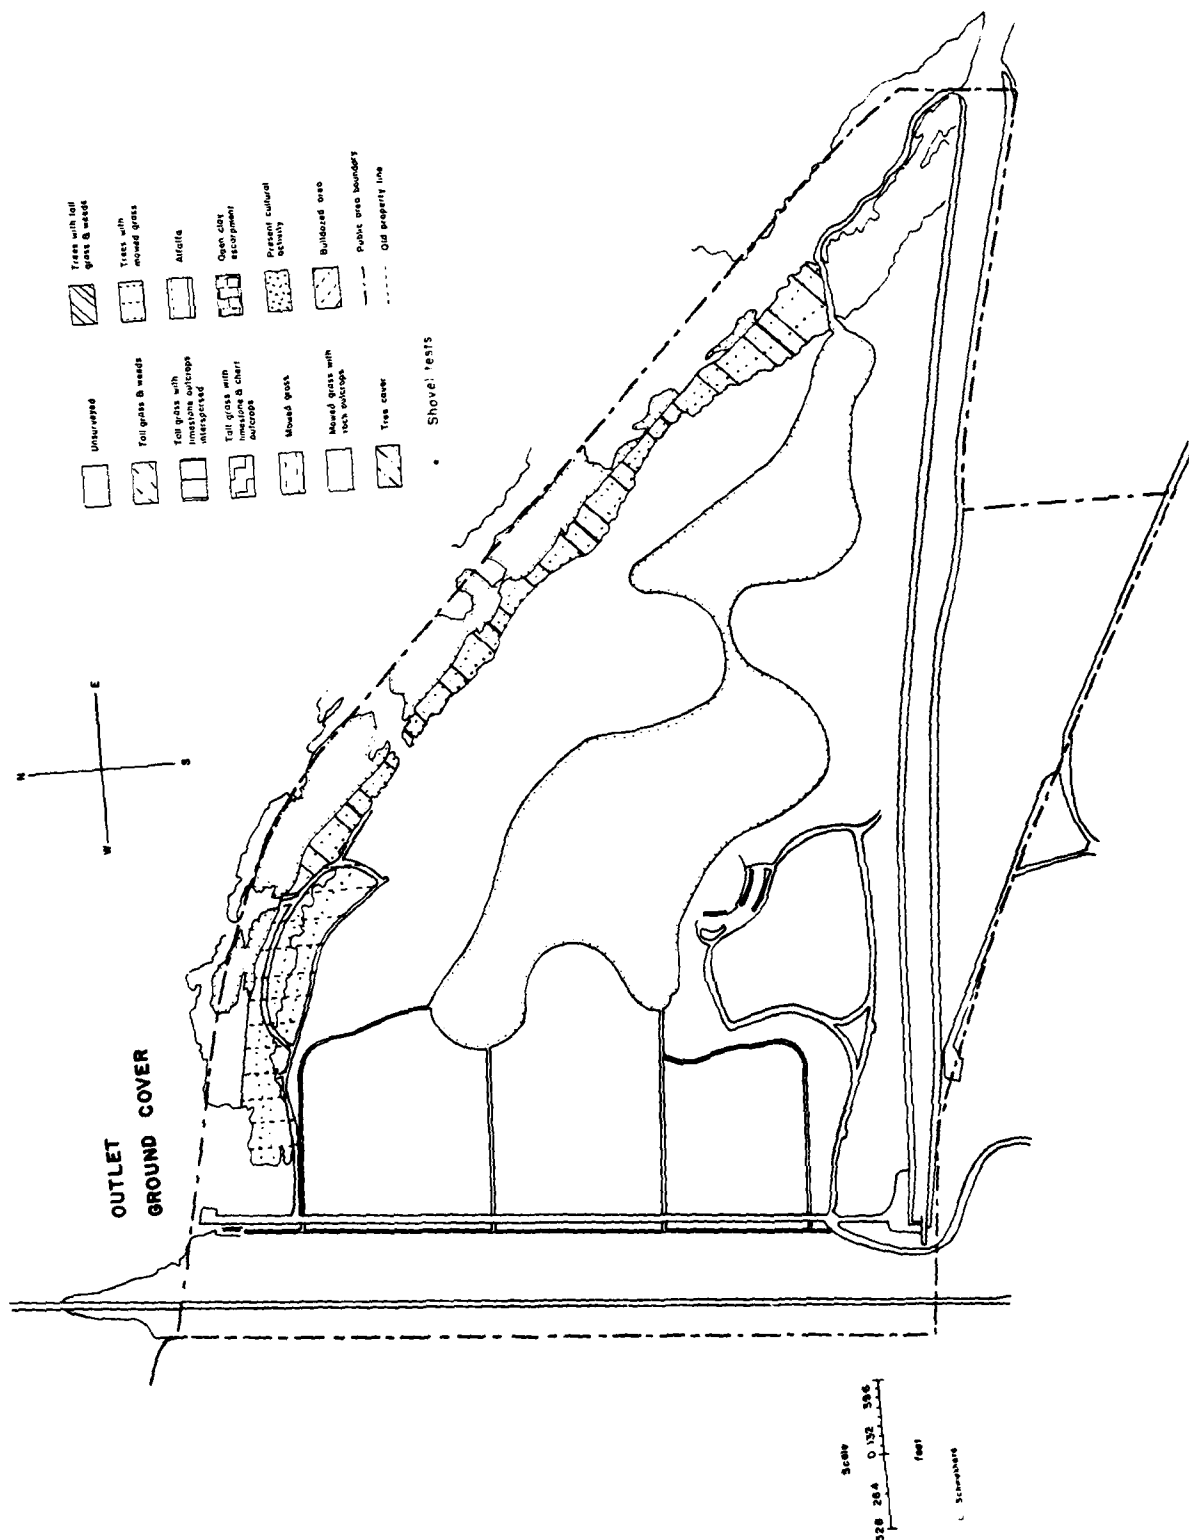 OUTLET
GROUND COVER
N
W
E
S
Unsurveyed
Tall grass & weeds
Tall grass with
limestone outcrops
interspersed
Tall grass with
limestone & chert
outcrops
Mowed grass
Mowed grass with
rock outcrops
Tree cover
Trees with tall
grass & weeds
Trees with
mowed grass
Alfalfa
Open clay
escarpment
Present cultural
activity
Bulldozed area
Public area boundary
Old property line
Shovel tests
Scale
528 264 0 132 396
feet